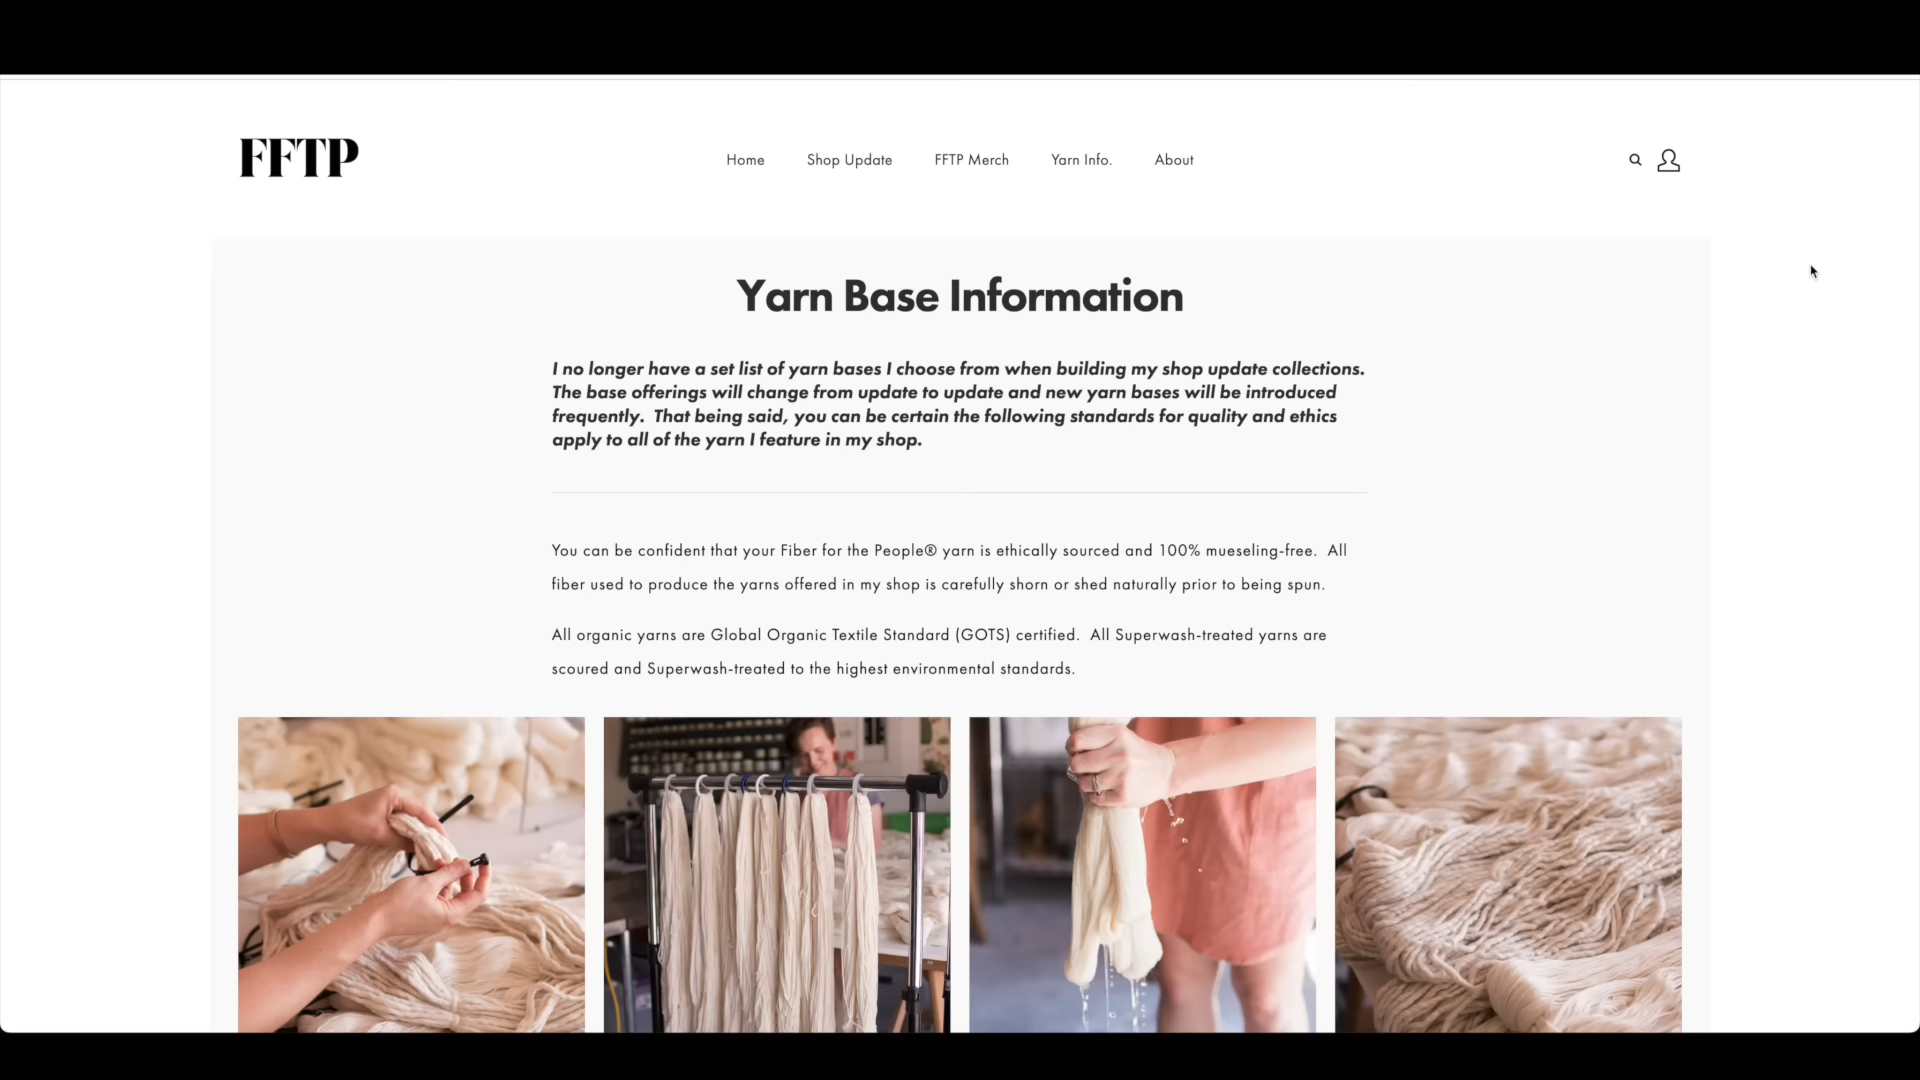 FFTP
Home
Shop Update
FFTP Merch
Yarn Info.
About
Yarn Base Information
I no longer have a set list of yarn bases I choose from when building my shop update collections.
The base offerings will change from update to update and new yarn bases will be introduced
frequently.  That being said, you can be certain the following standards for quality and ethics
apply to all of the yarn I feature in my shop.
You can be confident that your Fiber for the People® yarn is ethically sourced and 100% mueseling-free.  All
fiber used to produce the yarns offered in my shop is carefully shorn or shed naturally prior to being spun.
All organic yarns are Global Organic Textile Standard (GOTS) certified.  All Superwash-treated yarns are
scoured and Superwash-treated to the highest environmental standards.